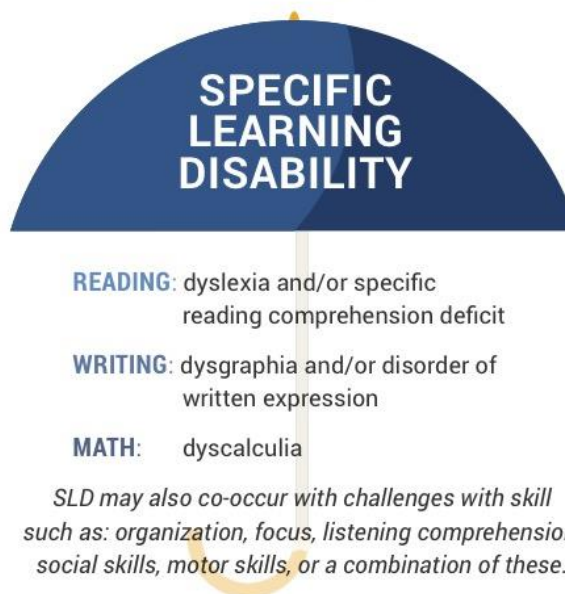 SPECIFIC
LEARNING
DISABILITY
READING: dyslexia and/or specific
reading comprehension deficit
WRITING: dysgraphia and/or disorder of
written expression
MATH: dyscalculia
SLD may also co-occur with challenges with skill
such as: organization, focus, listening comprehension
social skills, motor skills, or a combination of these.